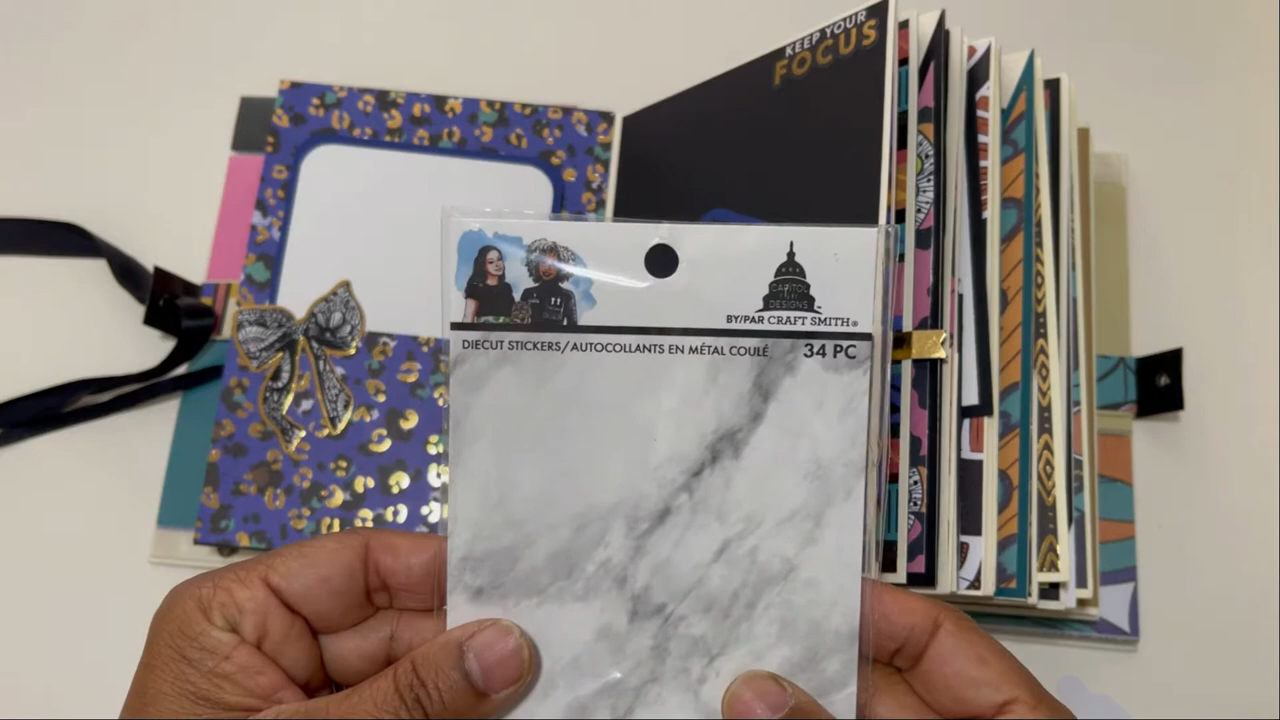 KEEP YOUR
FOCUS
CAPITOL
DESIGNS
BY/PAR CRAFT SMITH®
DIECUT STICKERS/AUTOCOLLANTS EN MÉTAL COULÉ 34 PC